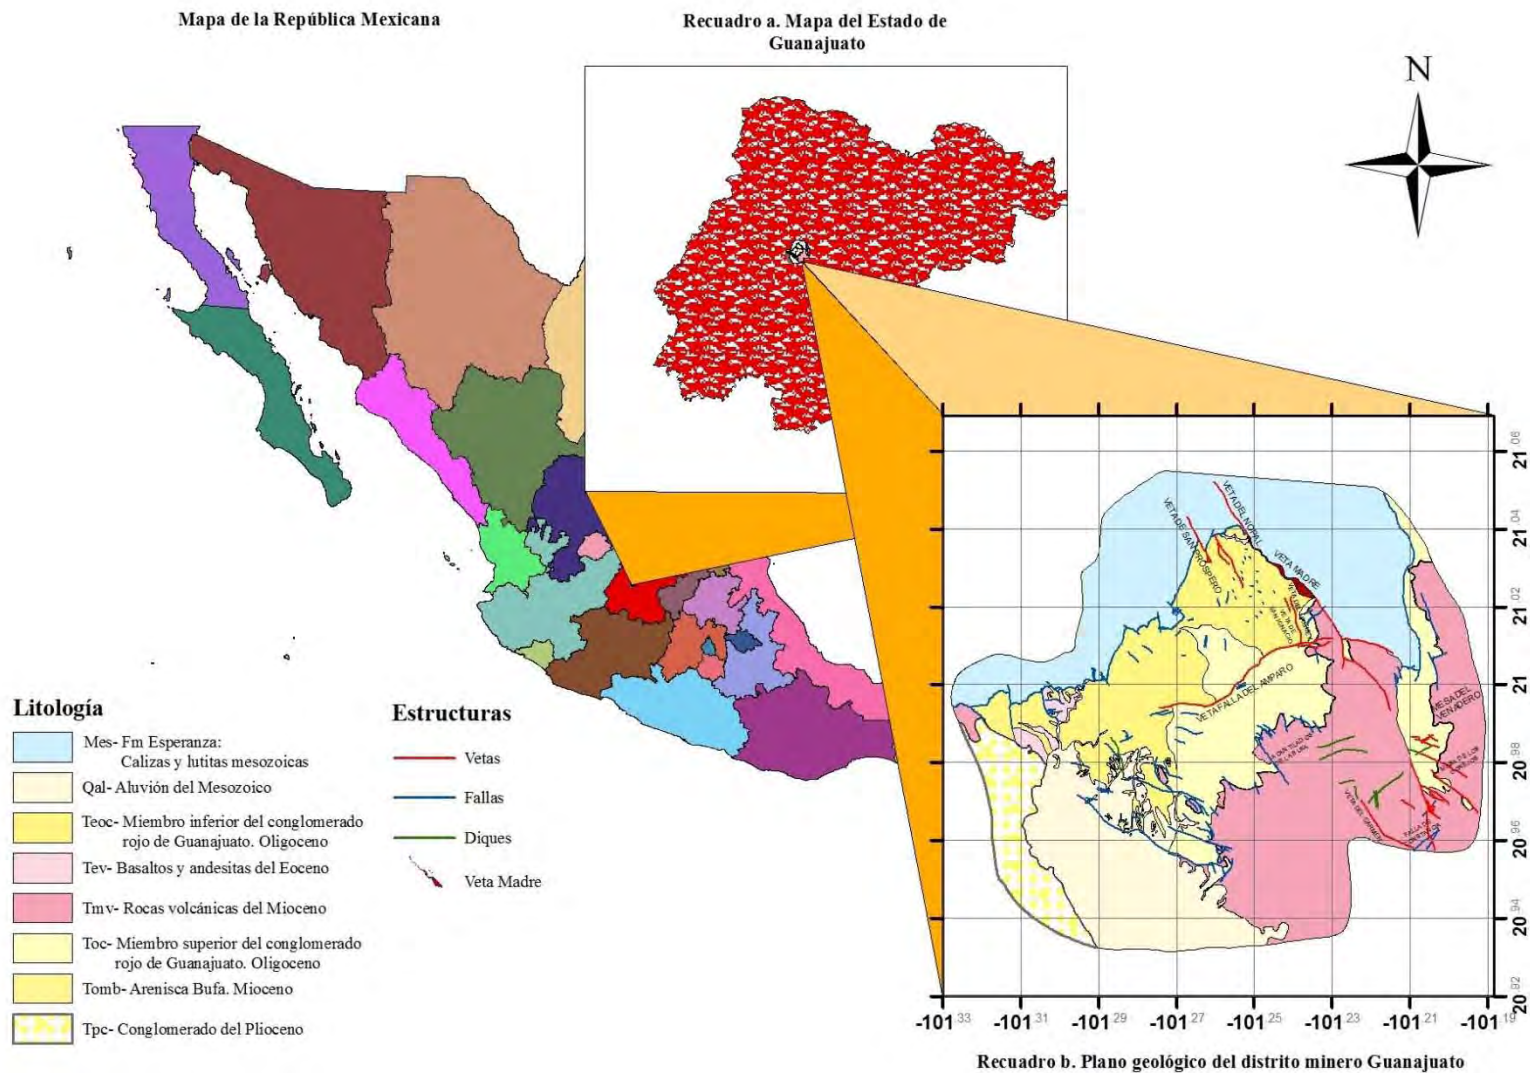 Mapa de la República Mexicana
Recuadro a. Mapa del Estado de
Guanajuato
N
Litología
Mes- Fm Esperanza:
Calizas y lutitas mesozoicas
Qal- Aluvión del Mesozoico
Teoc- Miembro inferior del conglomerado
rojo de Guanajuato. Oligoceno
Tev- Basaltos y andesitas del Eoceno
Tmv- Rocas volcánicas del Mioceno
Toc- Miembro superior del conglomerado
rojo de Guanajuato. Oligoceno
Tomb- Arenisca Bufa. Mioceno
Tpc- Conglomerado del Plioceno
Estructuras
Vetas
Fallas
Diques
Veta Madre
VETA DEL NOPAL
VETA DE SAN PROSPERO
VETA MADRE
VETA FALLA DEL AMPARO
MESA DEL
VENADERO
VETA DEL CARMEN
21.06
21.04
21.02
21
20.98
20.96
20.94
20.92
-101.33 -101.31 -101.29 -101.27 -101.25 -101.23 -101.21 -101.19
Recuadro b. Plano geológico del distrito minero Guanajuato